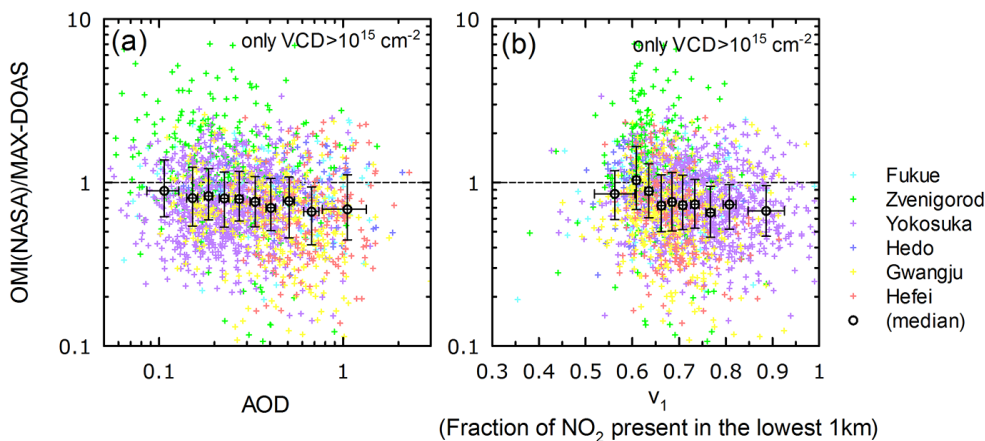 OMI(NASA)/MAX-DOAS
10
1
0.1
(a)
only VCD>10¹⁵ cm⁻²
0.1
1
AOD
10
1
0.1
(b)
only VCD>10¹⁵ cm⁻²
0.3 0.4 0.5 0.6 0.7 0.8 0.9 1
v₁
(Fraction of NO₂ present in the lowest 1km)
Fukue
Zvenigorod
Yokosuka
Hedo
Gwangju
Hefei
(median)